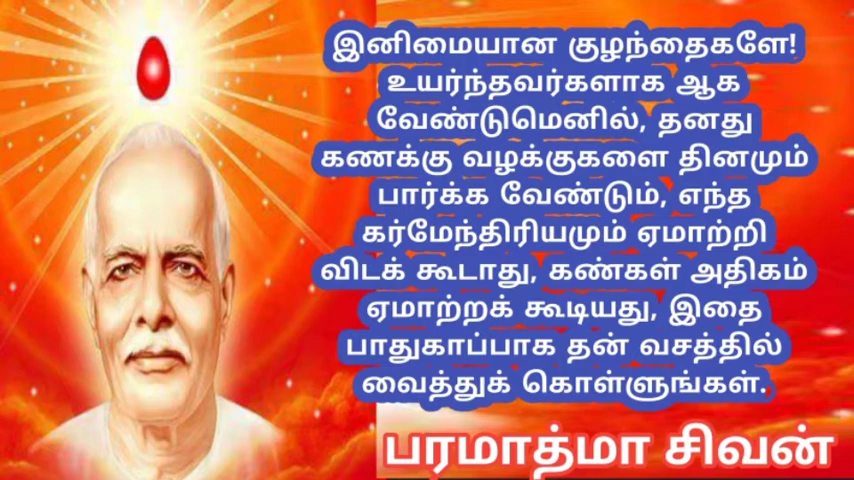 இனிமையான குழந்தைகளே!
உயர்ந்தவர்களாக ஆக
வேண்டுமெனில், தனது
கணக்கு வழக்குகளை தினமும்
பார்க்க வேண்டும், எந்த
கர்மேந்திரியமும் ஏமாற்றி
விடக் கூடாது, கண்கள் அதிகம்
ஏமாற்றக் கூடியது, இதை
பாதுகாப்பாக தன் வசத்தில்
வைத்துக் கொள்ளுங்கள்.
பரமாத்மா சிவன்